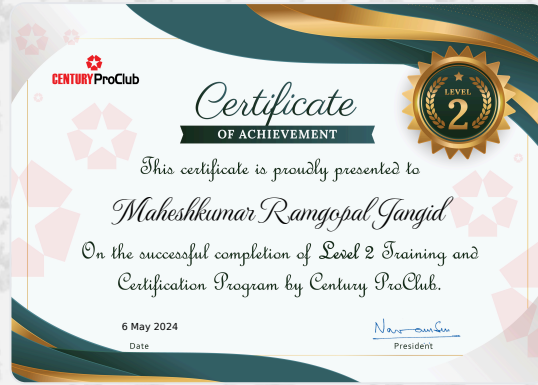 CENTURY ProClub
LEVEL
2
Certificate
OF ACHIEVEMENT
This certificate is proudly presented to
Maheshkumar Ramgopal Jangid
On the successful completion of Level 2 Training and
Certification Program by Century ProClub.
6 May 2024
Date
President